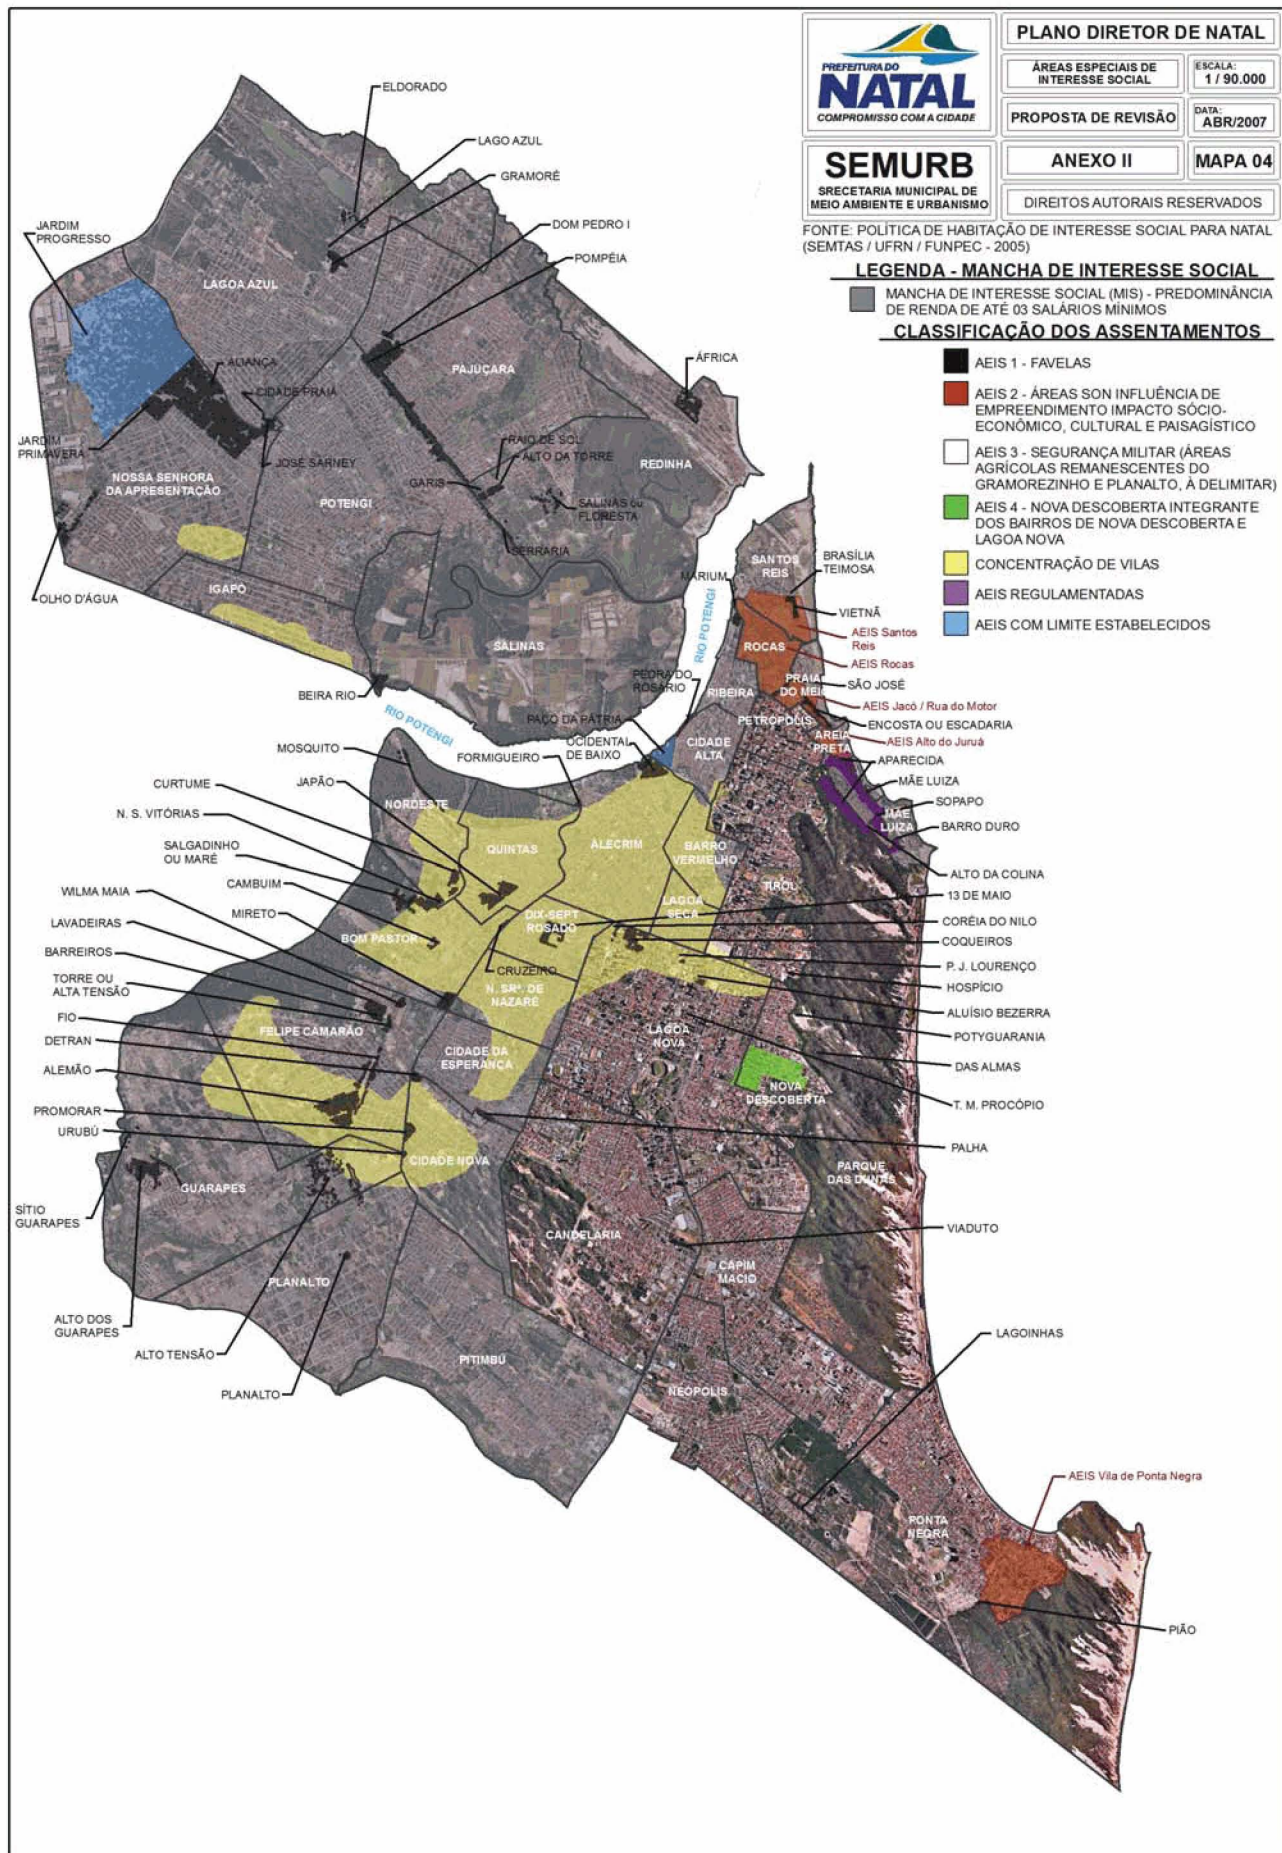 PREFEITURA DO
NATAL
COMPROMISSO COM A CIDADE
PLANO DIRETOR DE NATAL
ÁREAS ESPECIAIS DE
INTERESSE SOCIAL
ESCALA:
1 / 90.000
PROPOSTA DE REVISÃO
DATA:
ABR/2007
SEMURB
SRECETARIA MUNICIPAL DE
MEIO AMBIENTE E URBANISMO
ANEXO II
MAPA 04
DIREITOS AUTORAIS RESERVADOS
FONTE: POLÍTICA DE HABITAÇÃO DE INTERESSE SOCIAL PARA NATAL
(SEMTAS / UFRN / FUNPEC - 2005)
LEGENDA - MANCHA DE INTERESSE SOCIAL
MANCHA DE INTERESSE SOCIAL (MIS) - PREDOMINÂNCIA
DE RENDA DE ATÉ 03 SALÁRIOS MÍNIMOS
CLASSIFICAÇÃO DOS ASSENTAMENTOS
AEIS 1 - FAVELAS
AEIS 2 - ÁREAS SON INFLUÊNCIA DE
EMPREENDIMENTO IMPACTO SÓCIO-
ECONÔMICO, CULTURAL E PAISAGÍSTICO
AEIS 3 - SEGURANÇA MILITAR (ÁREAS
AGRÍCOLAS REMANESCENTES DO
GRAMOREZINHO E PLANALTO, À DELIMITAR)
AEIS 4 - NOVA DESCOBERTA INTEGRANTE
DOS BAIRROS DE NOVA DESCOBERTA E
LAGOA NOVA
CONCENTRAÇÃO DE VILAS
AEIS REGULAMENTADAS
AEIS COM LIMITE ESTABELECIDOS
ELDORADO
LAGO AZUL
GRAMORÉ
DOM PEDRO I
POMPÉIA
JARDIM
PROGRESSO
LAGOA AZUL
ÁFRICA
ALIANÇA
PAJUÇARA
CIDADE PRAIÁ
JARDIM
PRIMAVERA
RAIO DE SOL
JOSÉ SARNEY
ALTO DA TORRE
REDINHA
NOSSA SENHORA
DA APRESENTAÇÃO
GARIS
POTENGI
SALINAS ou
FLORESTA
SERRARIA
OLHO D'ÁGUA
IGAPÓ
SALINAS
BEIRA RIO
RIO POTENGI
RIO POTENGI
SANTOS
REIS
BRASÍLIA
TEIMOSA
MARIUM
VIETNÃ
AEIS Santos
Reis
ROCAS
AEIS Rocas
PEDRA DO
ROSÁRIO
RIBEIRA
PRAIA
DO MEIO
SÃO JOSÉ
AEIS Jacó / Rua do Motor
PAÇO DA PÁTRIA
PETRÓPOLIS
ENCOSTA OU ESCADARIA
AREIA
PRETA
AEIS Alto do Juruá
MOSQUITO
FORMIGUEIRO
OCIDENTAL
DE BAIXO
CIDADE
ALTA
APARECIDA
JAPÃO
MÃE LUIZA
CURTUME
SOPAPO
NORDESTE
MÃE
LUIZA
N. S. VITÓRIAS
BARRO DURO
QUINTAS
ALECRIM
BARRO
VERMELHO
SALGADINHO
OU MARÉ
ALTO DA COLINA
CAMBUIM
TIROL
WILMA MAIA
13 DE MAIO
LAGOA
SECA
MIRETO
DIX-SEPT
ROSADO
CORÉIA DO NILO
LAVADEIRAS
COQUEIROS
BOM PASTOR
BARREIROS
P. J. LOURENÇO
CRUZEIRO
HOSPÍCIO
TORRE OU
ALTA TENSÃO
N. SRª. DE
NAZARÉ
ALUÍSIO BEZERRA
FIO
FELIPE CAMARÃO
LAGOA
NOVA
POTYGUARANIA
DETRAN
CIDADE DA
ESPERANÇA
DAS ALMAS
ALEMÃO
NOVA
DESCOBERTA
T. M. PROCÓPIO
PROMORAR
URUBÚ
PALHA
CIDADE NOVA
PARQUE
DAS DUNAS
GUARAPES
SÍTIO
GUARAPES
CANDELÁRIA
VIADUTO
CAPIM
MACIO
PLANALTO
ALTO DOS
GUARAPES
LAGOINHAS
ALTO TENSÃO
PITIMBÚ
PLANALTO
NEÓPOLIS
AEIS Vila de Ponta Negra
PONTA
NEGRA
PIÃO